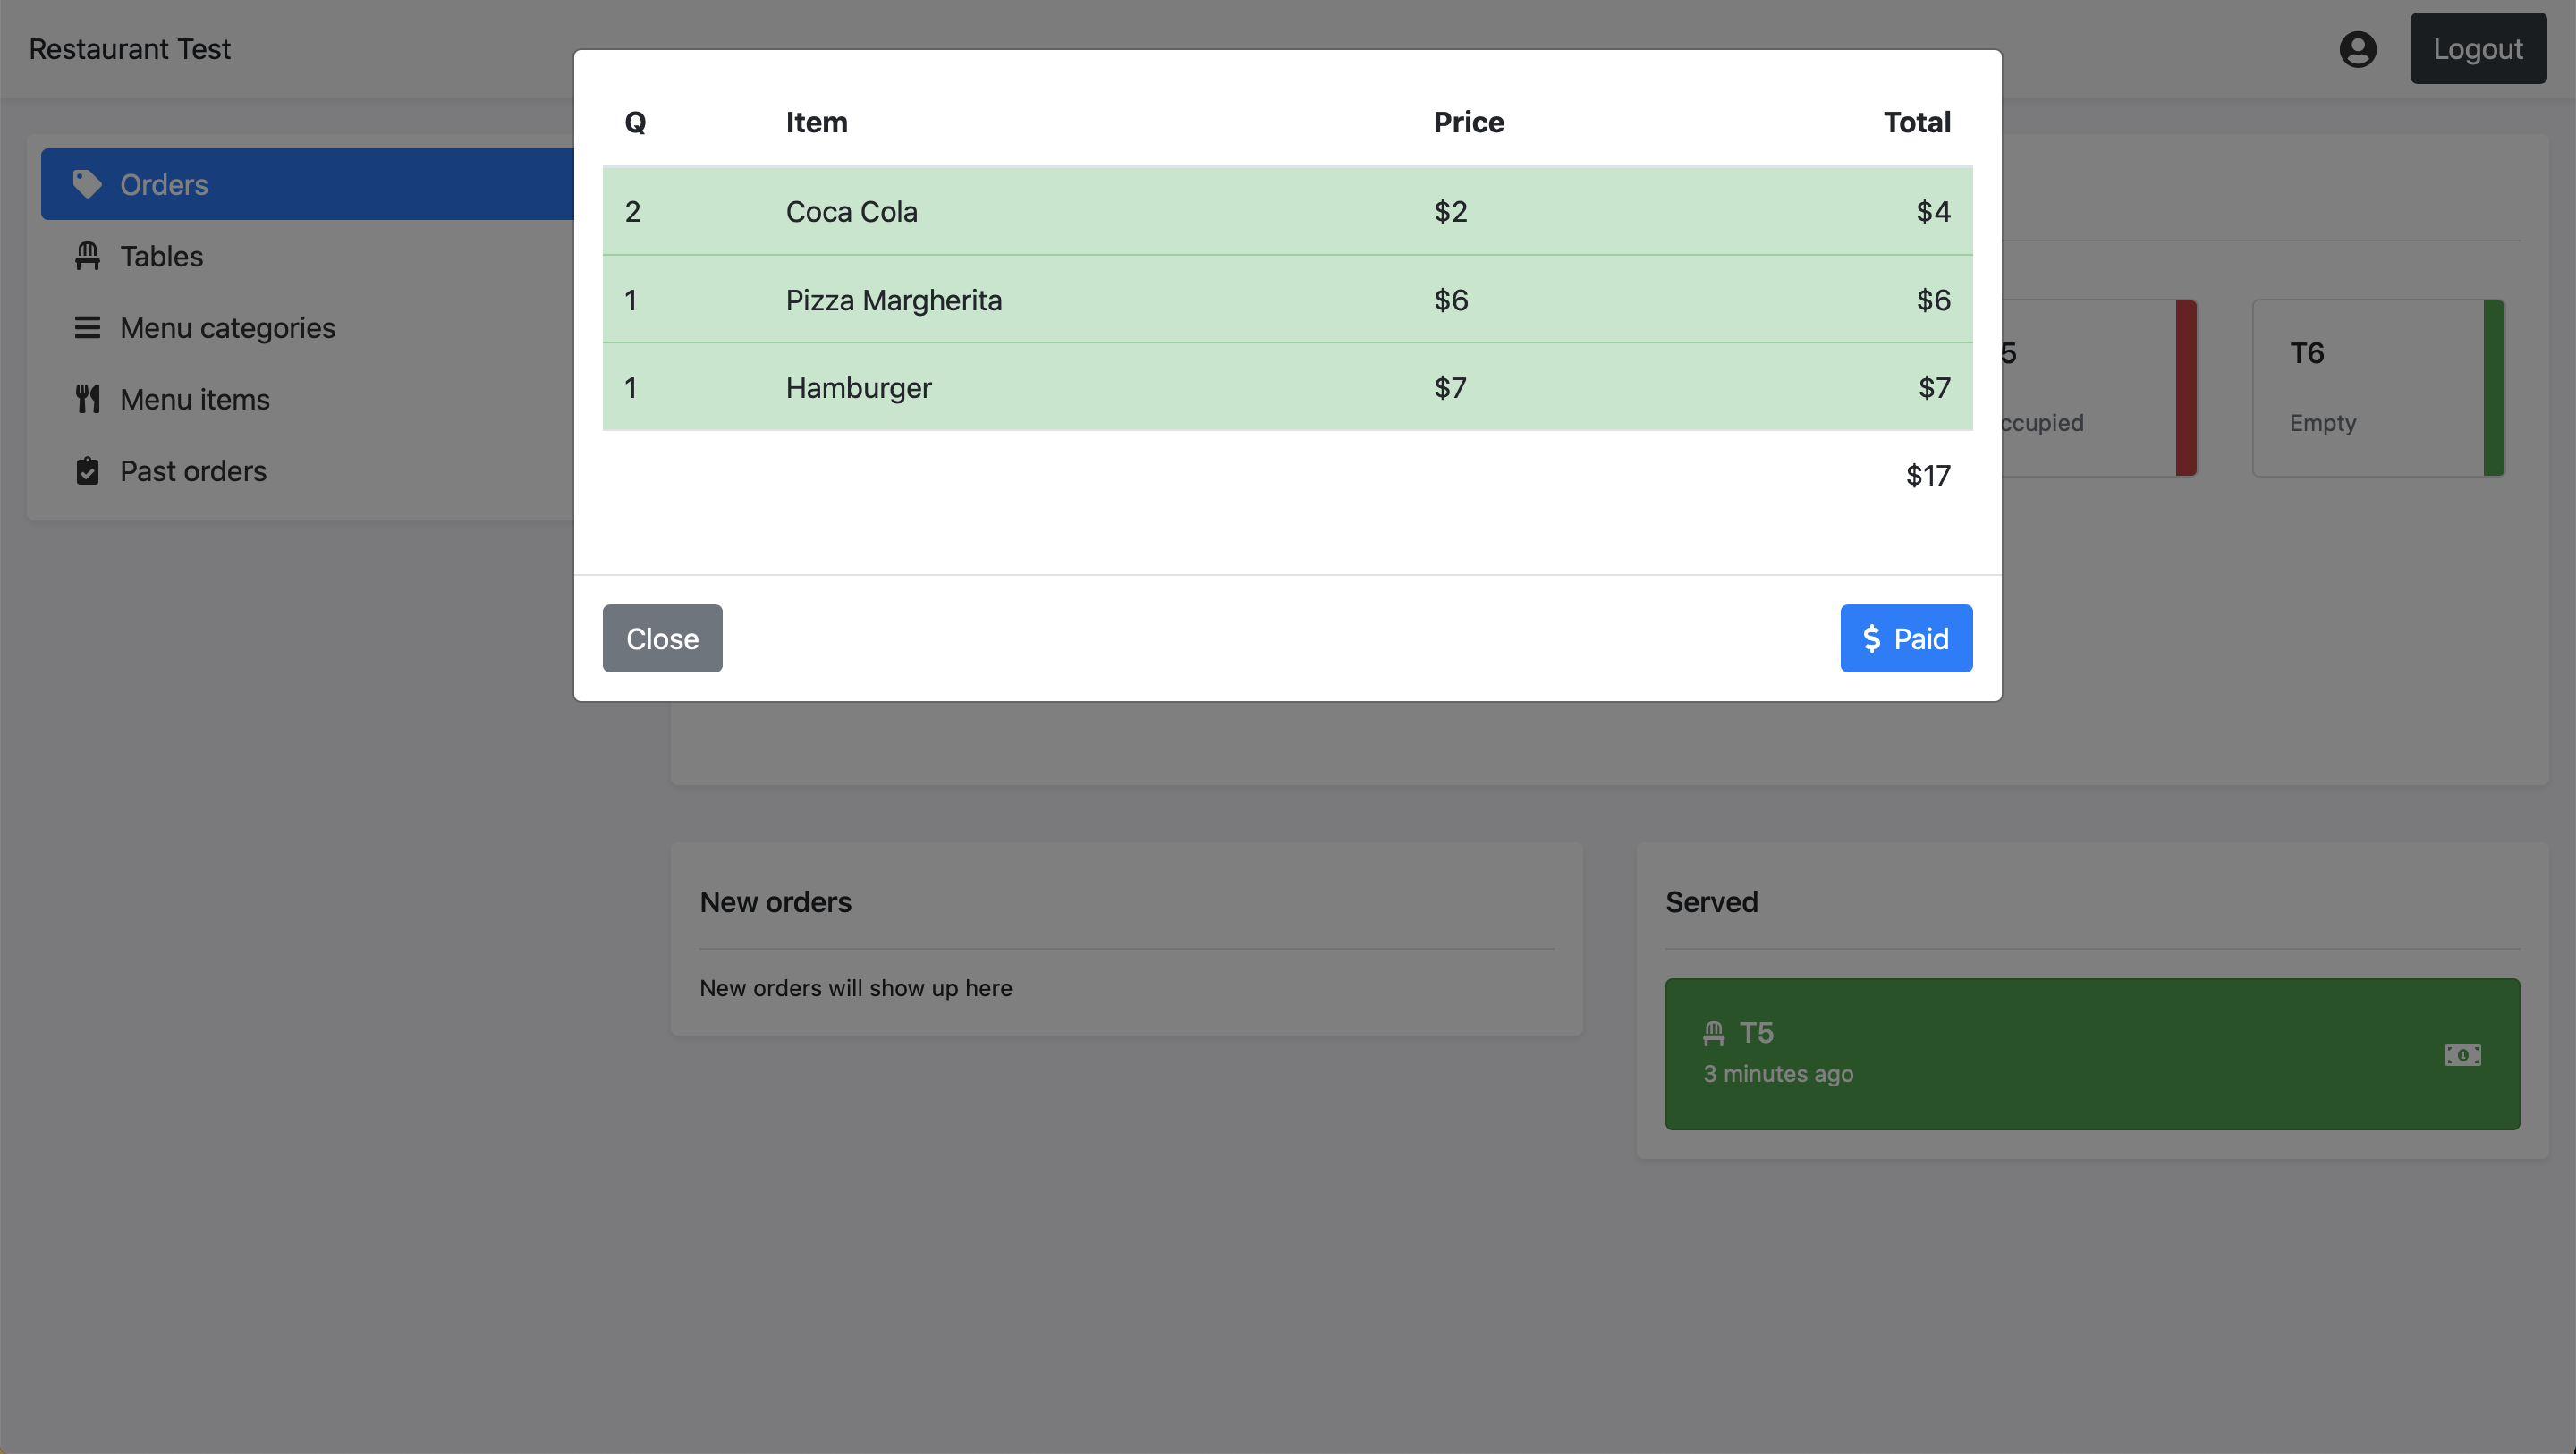 Restaurant Test
Logout
Orders
Tables
Menu categories
Menu items
Past orders
Q Item Price Total
2 Coca Cola $2 $4
1 Pizza Margherita $6 $6
1 Hamburger $7 $7
$17
Close
$ Paid
5
ccupied
T6
Empty
New orders
New orders will show up here
Served
T5
3 minutes ago
1